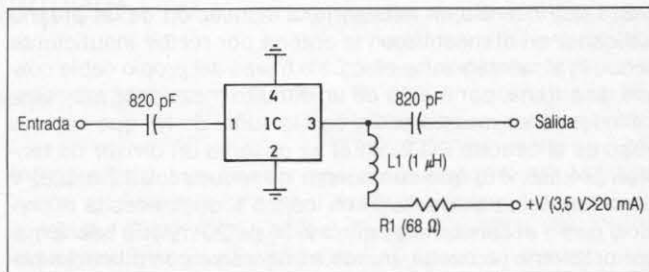 820 pF
820 pF
4
Entrada
1
1C
3
Salida
2
L1 (1 µH)
+V (3,5 V>20 mA)
R1 (68 Ω)